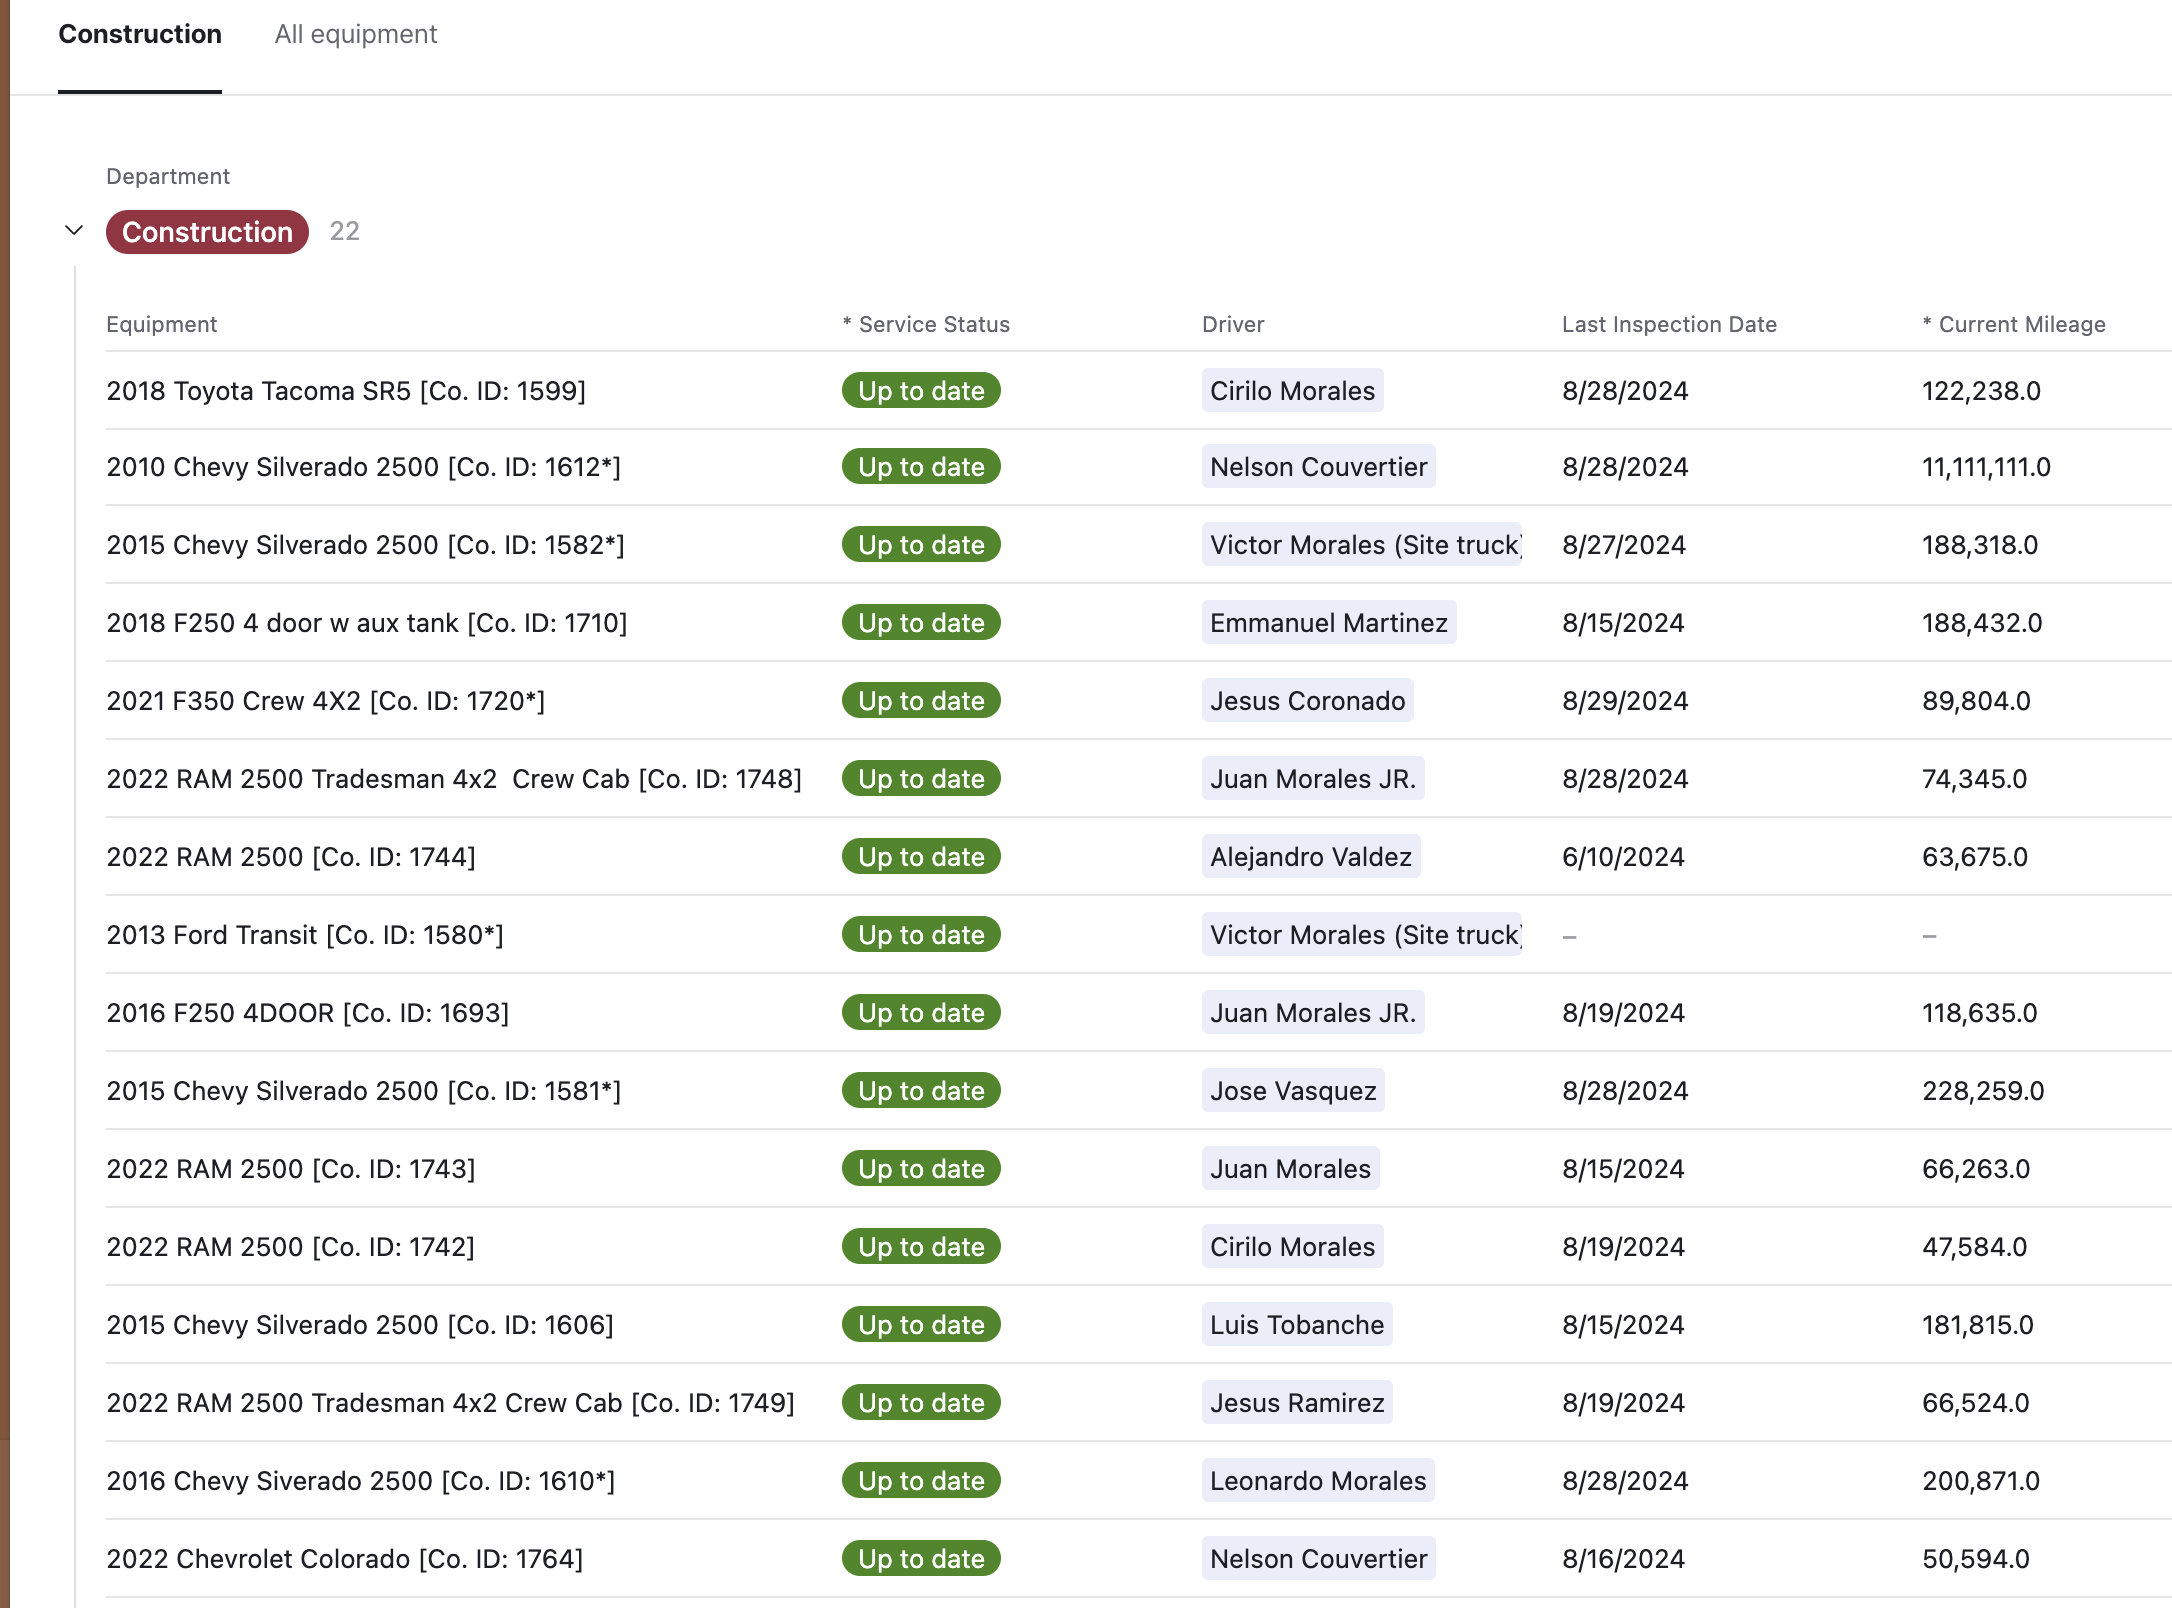 Construction All equipment
Department
Construction 22
Equipment * Service Status Driver Last Inspection Date * Current Mileage
2018 Toyota Tacoma SR5 [Co. ID: 1599] Up to date Cirilo Morales 8/28/2024 122,238.0
2010 Chevy Silverado 2500 [Co. ID: 1612*] Up to date Nelson Couvertier 8/28/2024 11,111,111.0
2015 Chevy Silverado 2500 [Co. ID: 1582*] Up to date Victor Morales (Site truck) 8/27/2024 188,318.0
2018 F250 4 door w aux tank [Co. ID: 1710] Up to date Emmanuel Martinez 8/15/2024 188,432.0
2021 F350 Crew 4X2 [Co. ID: 1720*] Up to date Jesus Coronado 8/29/2024 89,804.0
2022 RAM 2500 Tradesman 4x2  Crew Cab [Co. ID: 1748] Up to date Juan Morales JR. 8/28/2024 74,345.0
2022 RAM 2500 [Co. ID: 1744] Up to date Alejandro Valdez 6/10/2024 63,675.0
2013 Ford Transit [Co. ID: 1580*] Up to date Victor Morales (Site truck) – –
2016 F250 4DOOR [Co. ID: 1693] Up to date Juan Morales JR. 8/19/2024 118,635.0
2015 Chevy Silverado 2500 [Co. ID: 1581*] Up to date Jose Vasquez 8/28/2024 228,259.0
2022 RAM 2500 [Co. ID: 1743] Up to date Juan Morales 8/15/2024 66,263.0
2022 RAM 2500 [Co. ID: 1742] Up to date Cirilo Morales 8/19/2024 47,584.0
2015 Chevy Silverado 2500 [Co. ID: 1606] Up to date Luis Tobanche 8/15/2024 181,815.0
2022 RAM 2500 Tradesman 4x2 Crew Cab [Co. ID: 1749] Up to date Jesus Ramirez 8/19/2024 66,524.0
2016 Chevy Siverado 2500 [Co. ID: 1610*] Up to date Leonardo Morales 8/28/2024 200,871.0
2022 Chevrolet Colorado [Co. ID: 1764] Up to date Nelson Couvertier 8/16/2024 50,594.0